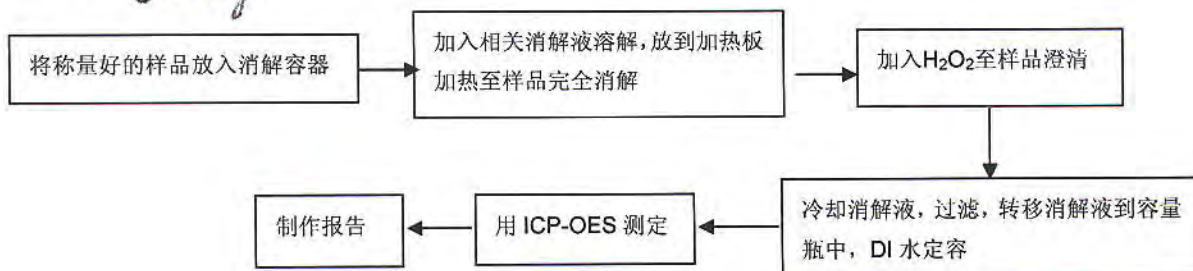 将称量好的样品放入消解容器
加入相关消解液溶解，放到加热板
加热至样品完全消解
加入H₂O₂至样品澄清
冷却消解液，过滤，转移消解液到容量
瓶中，DI 水定容
用 ICP-OES 测定
制作报告